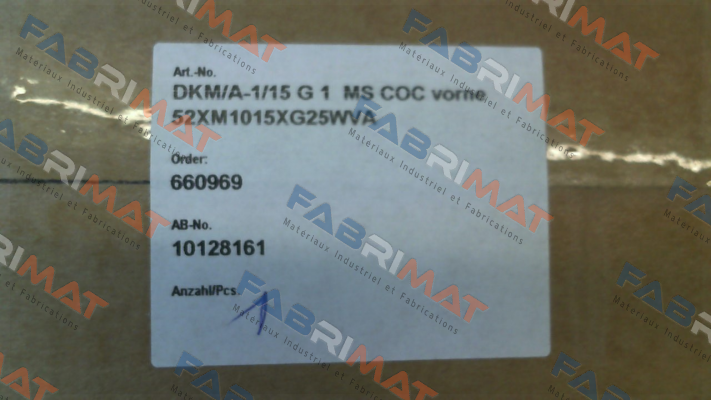 Art.-No.
DKM/A-1/15 G 1 MS COC vorne
52XM1015XG25WVA
Order:
660969
AB-No.
10128161
Anzahl/Pcs.
1
FABRIMAT
Matériaux Industriel et Fabrications